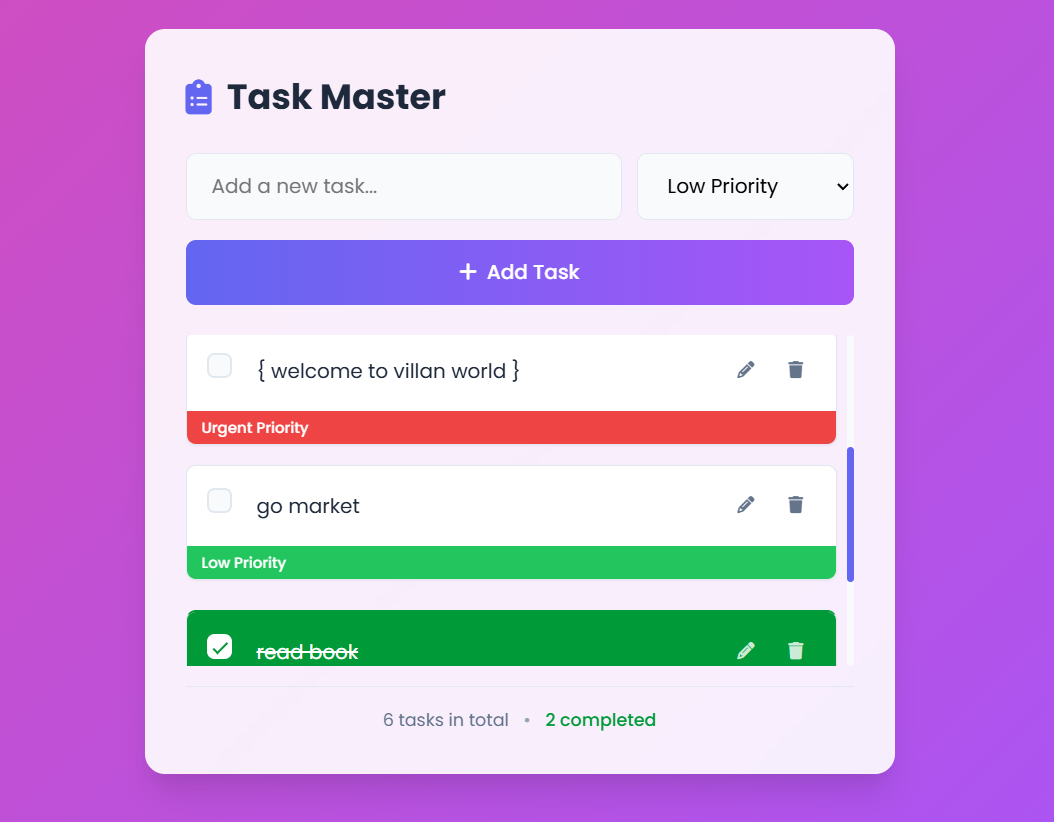 Task Master
Add a new task...
Low Priority
Add Task
{ welcome to villan world }
Urgent Priority
go market
Low Priority
read book
6 tasks in total • 2 completed